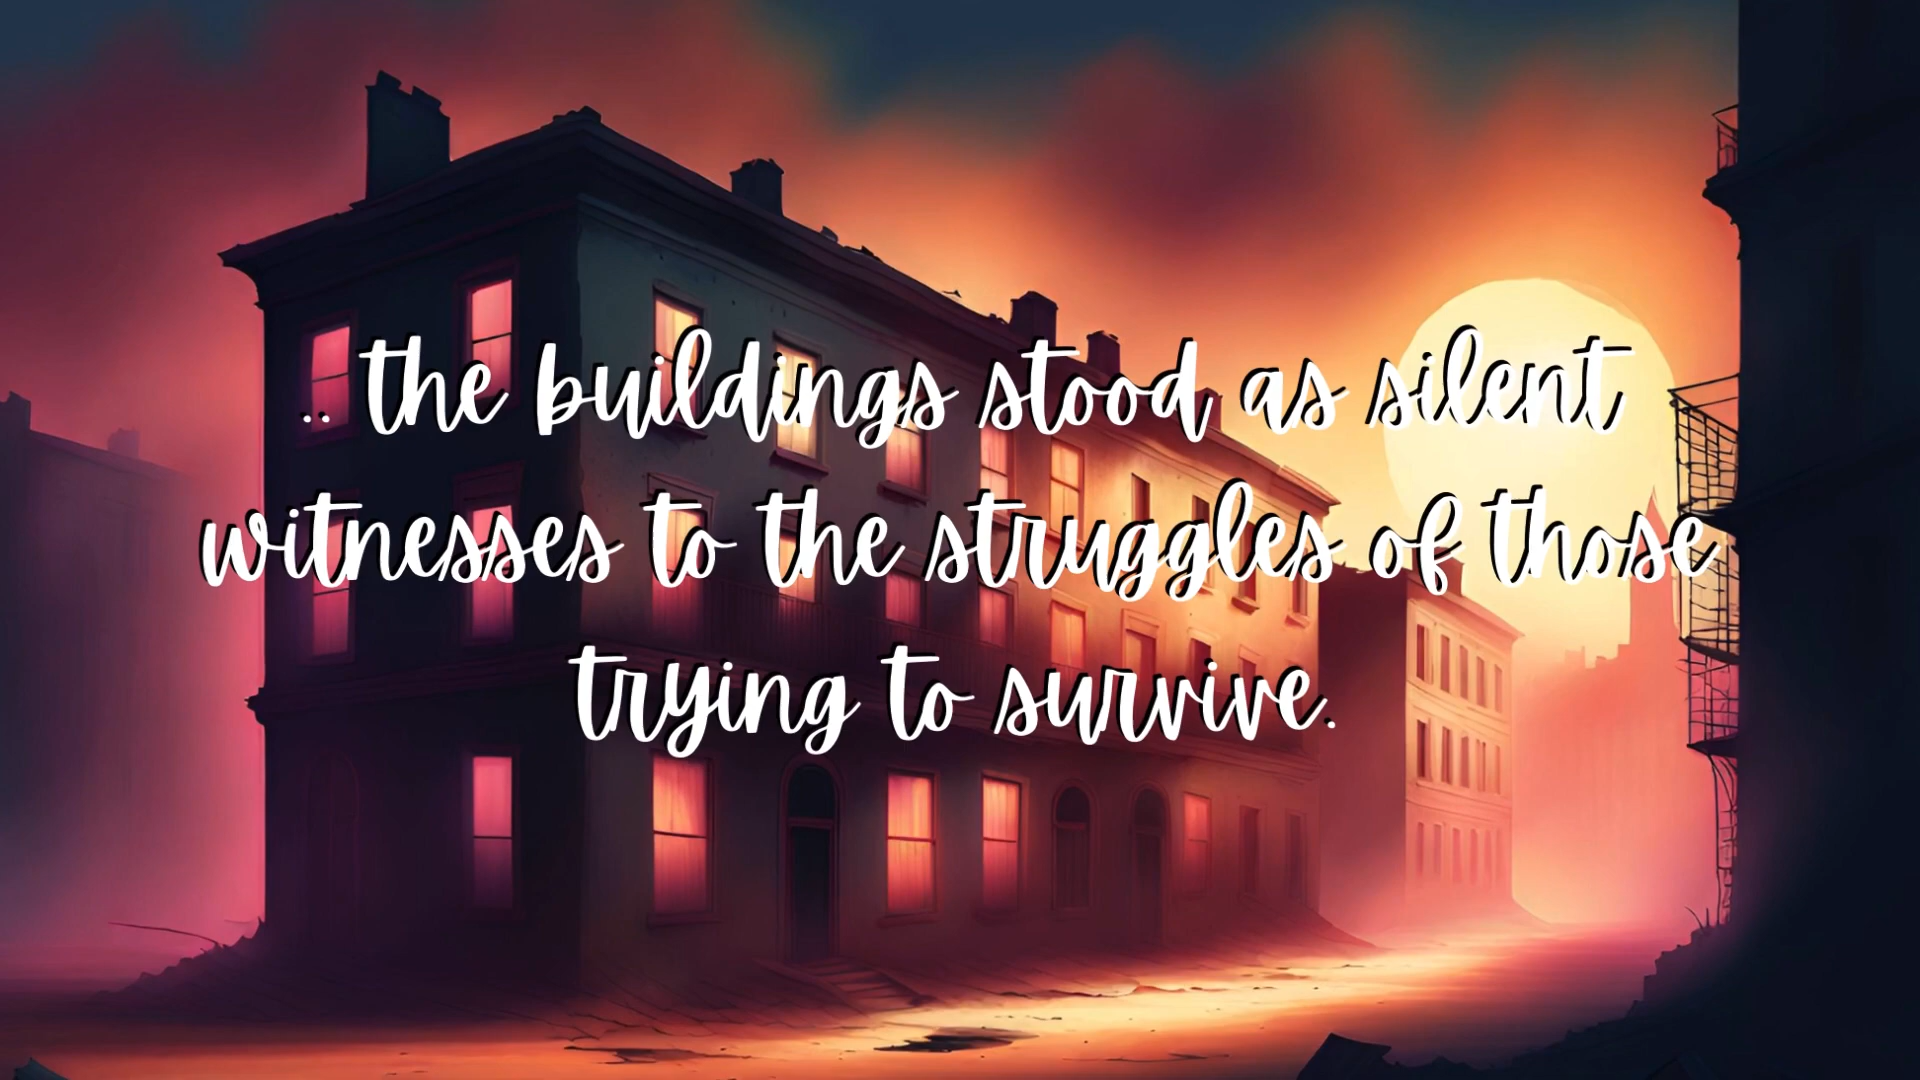 .. the buildings stood as silent
witnesses to the struggles of those
trying to survive.